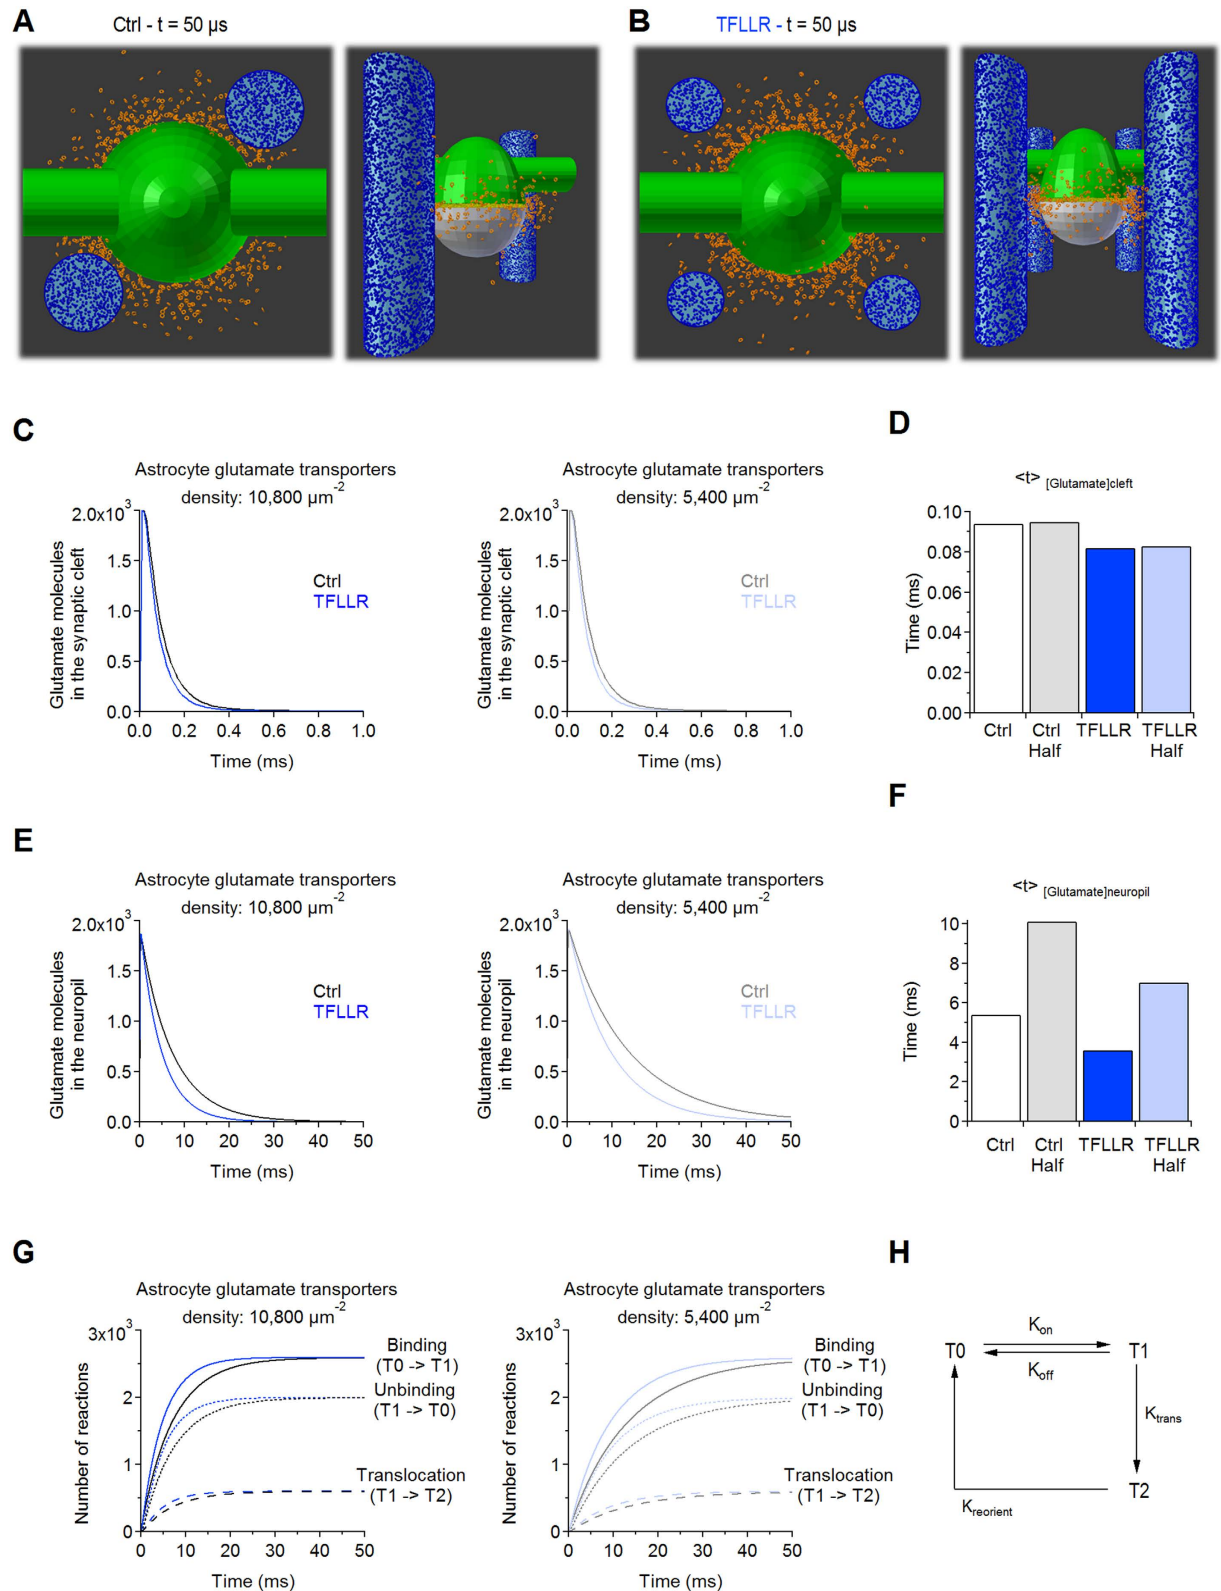 A
Ctrl - t = 50 µs
B
TFLLR - t = 50 µs
C
Astrocyte glutamate transporters
density: 10,800 µm-2
Glutamate molecules
in the synaptic cleft
2.0x10³
1.5
1.0
0.5
0.0
Ctrl
TFLLR
0.0 0.2 0.4 0.6 0.8 1.0
Time (ms)
Astrocyte glutamate transporters
density: 5,400 µm-2
Glutamate molecules
in the synaptic cleft
2.0x10³
1.5
1.0
0.5
0.0
Ctrl
TFLLR
0.0 0.2 0.4 0.6 0.8 1.0
Time (ms)
D
<t> [Glutamate]cleft
Time (ms)
0.10
0.08
0.06
0.04
0.02
0.00
Ctrl Ctrl TFLLR TFLLR
Half Half
E
Astrocyte glutamate transporters
density: 10,800 µm-2
Glutamate molecules
in the neuropil
2.0x10³
1.5
1.0
0.5
0.0
Ctrl
TFLLR
0 10 20 30 40 50
Time (ms)
Astrocyte glutamate transporters
density: 5,400 µm-2
Glutamate molecules
in the neuropil
2.0x10³
1.5
1.0
0.5
0.0
Ctrl
TFLLR
0 10 20 30 40 50
Time (ms)
F
<t> [Glutamate]neuropil
Time (ms)
10
8
6
4
2
0
Ctrl Ctrl TFLLR TFLLR
Half Half
G
Astrocyte glutamate transporters
density: 10,800 µm-2
Number of reactions
3x10³
2
1
0
Binding
(T0 -> T1)
Unbinding
(T1 -> T0)
Translocation
(T1 -> T2)
0 10 20 30 40 50
Time (ms)
Astrocyte glutamate transporters
density: 5,400 µm-2
Number of reactions
3x10³
2
1
0
Binding
(T0 -> T1)
Unbinding
(T1 -> T0)
Translocation
(T1 -> T2)
0 10 20 30 40 50
Time (ms)
H
Kon
T0 T1
Koff
Ktrans
T2
Kreorient